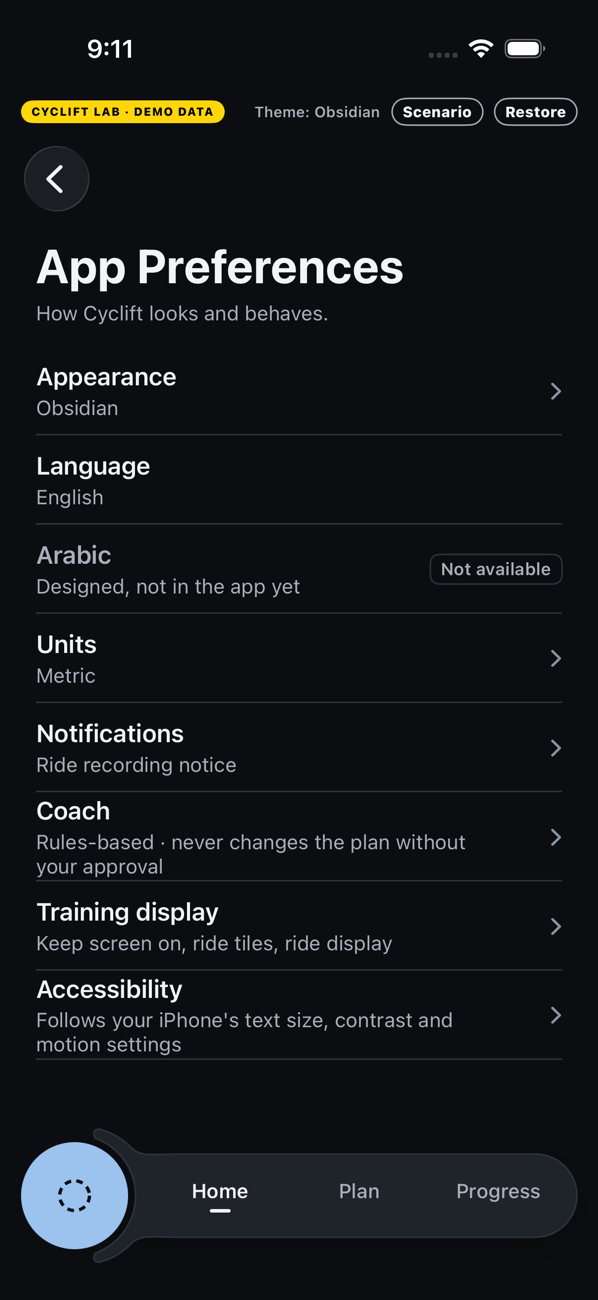 9:11
CYCLIFT LAB · DEMO DATA
Theme: Obsidian
Scenario
Restore
App Preferences
How Cyclift looks and behaves.
Appearance
Obsidian
Language
English
Arabic
Designed, not in the app yet
Not available
Units
Metric
Notifications
Ride recording notice
Coach
Rules-based · never changes the plan without
your approval
Training display
Keep screen on, ride tiles, ride display
Accessibility
Follows your iPhone's text size, contrast and
motion settings
Home
Plan
Progress